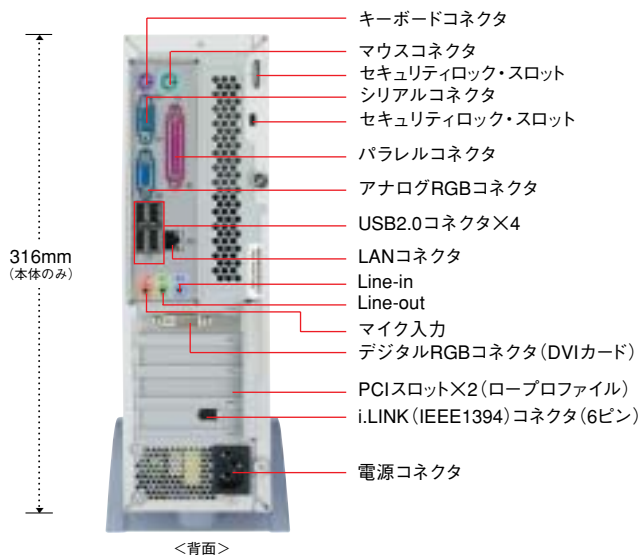 キーボードコネクタ
マウスコネクタ
セキュリティロック・スロット
シリアルコネクタ
セキュリティロック・スロット
パラレルコネクタ
アナログRGBコネクタ
USB2.0コネクタ×4
LANコネクタ
Line-in
Line-out
マイク入力
デジタルRGBコネクタ（DVIカード）
PCIスロット×2（ロープロファイル）
i.LINK（IEEE1394）コネクタ（6ピン）
電源コネクタ
316mm
（本体のみ）
＜背面＞